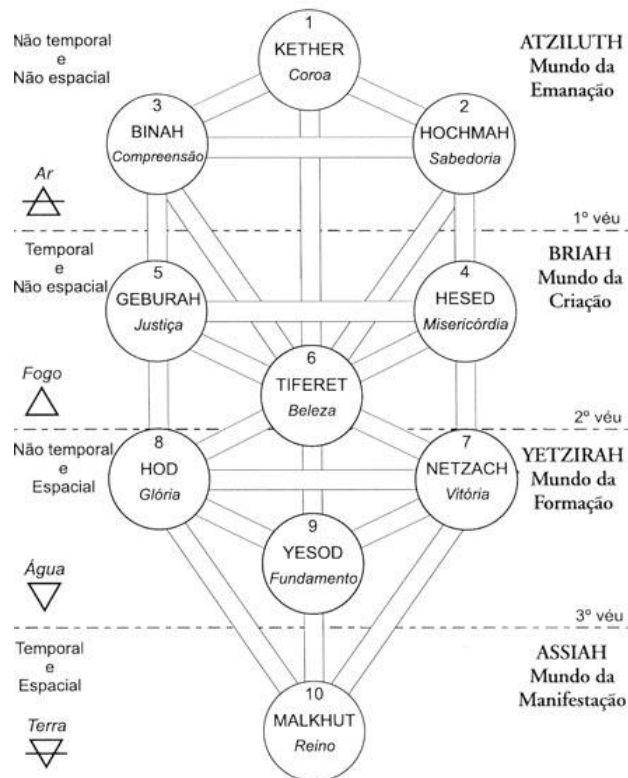 1
KETHER
Coroa
Não temporal
e
Não espacial
ATZILUTH
Mundo da
Emanação
3
BINAH
Compreensão
2
HOCHMAH
Sabedoria
Ar
1º véu
Temporal
e
Não espacial
BRIAH
Mundo da
Criação
5
GEBURAH
Justiça
4
HESED
Misericórdia
6
TIFERET
Beleza
Fogo
2º véu
Não temporal
e
Espacial
YETZIRAH
Mundo da
Formação
8
HOD
Glória
7
NETZACH
Vitória
9
YESOD
Fundamento
Água
3º véu
Temporal
e
Espacial
ASSIAH
Mundo da
Manifestação
10
MALKHUT
Reino
Terra